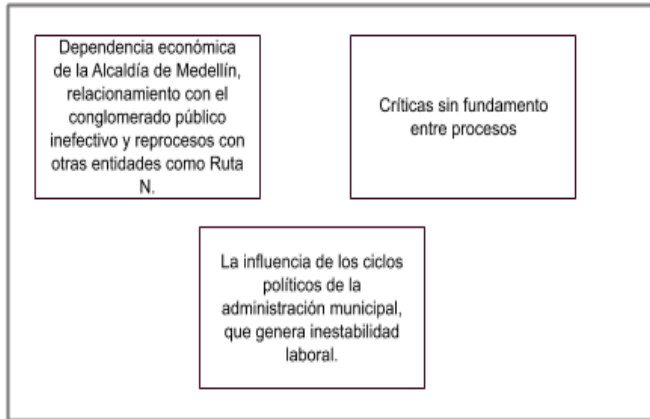 Dependencia económica
de la Alcaldía de Medellín,
relacionamiento con el
conglomerado público
inefectivo y reprocesos con
otras entidades como Ruta
N.
Críticas sin fundamento
entre procesos
La influencia de los ciclos
políticos de la
administración municipal,
que genera inestabilidad
laboral.